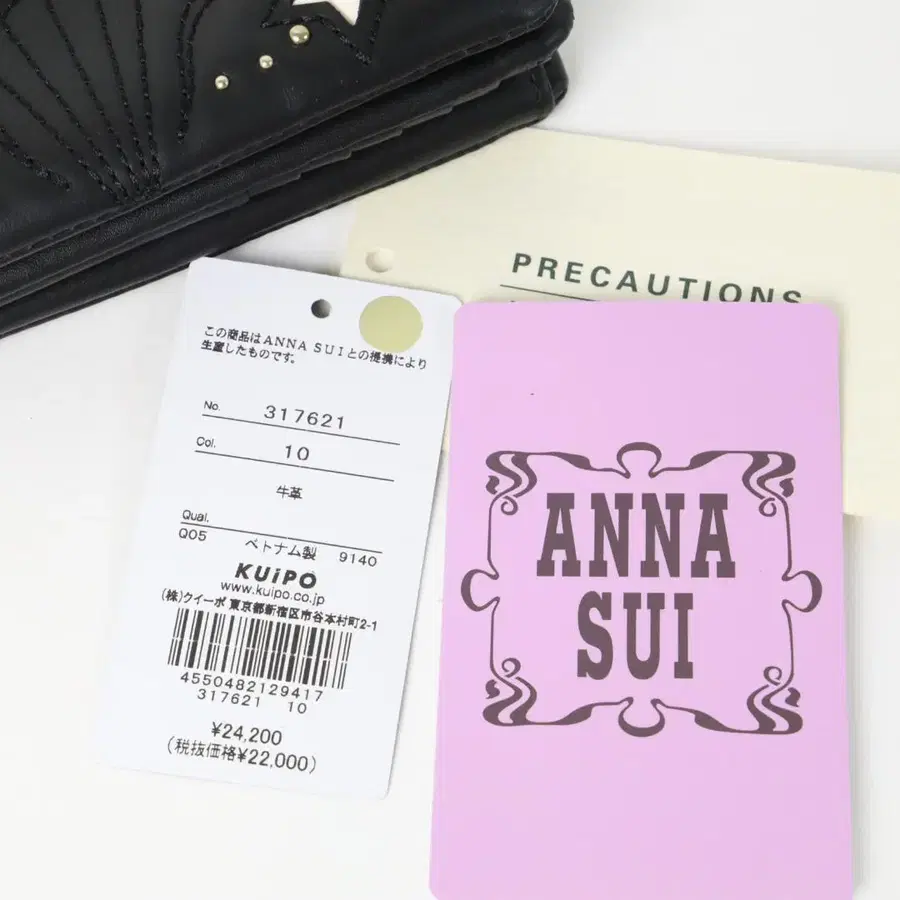 この商品はANNA SUIとの提携により
生産したものです。
No. 317621
Col. 10
牛革
Qual.
Q05 ベトナム製 9140
KUiPO
www.kuipo.co.jp
(株)クイーポ 東京都新宿区市谷本村町2-1
4550482129417
317621 10
¥24,200
(税抜価格¥22,000)
PRECAUTIONS
ANNA
SUI